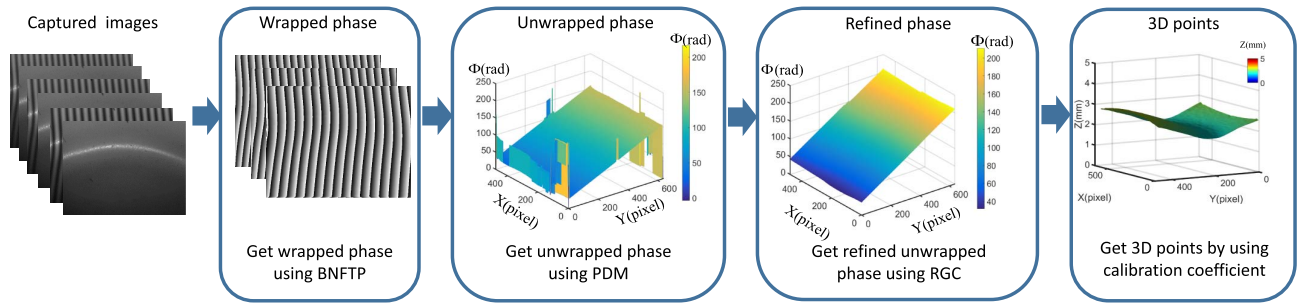 Captured images
Wrapped phase
Get wrapped phase
using BNFTP
Unwrapped phase
Φ(rad)
200
150
100
50
0
Φ(rad)
250
200
150
100
50
0
400
200
0
X(pixel)
0
200
400
600
Y(pixel)
Get unwrapped phase
using PDM
Refined phase
Φ(rad)
200
180
160
140
120
100
80
60
40
Φ(rad)
250
200
150
100
50
0
400
200
0
X(pixel)
0
200
400
600
Y(pixel)
Get refined unwrapped
phase using RGC
3D points
Z(mm)
5
0
Z(mm)
5
4
3
2
1
0
500
0
X(pixel)
400
200
0
Y(pixel)
Get 3D points by using
calibration coefficient